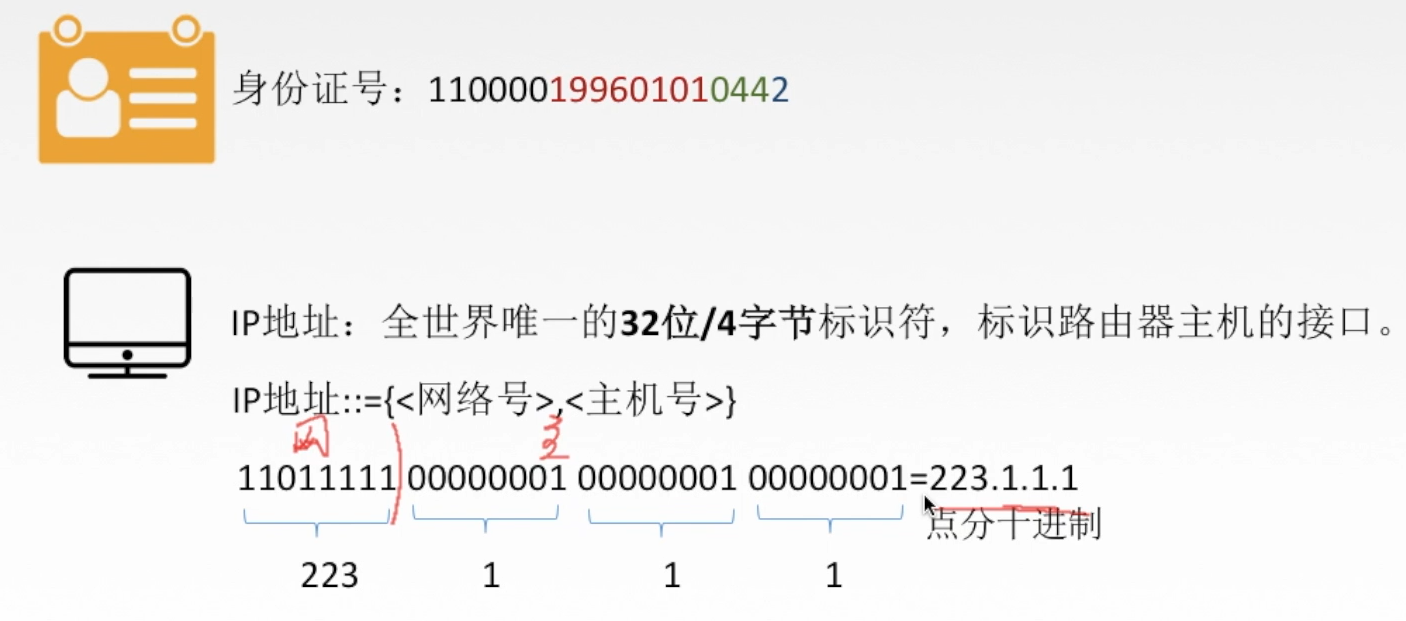 身份证号：110000199601010442
IP地址：全世界唯一的32位/4字节标识符，标识路由器主机的接口。
IP地址::={<网络号>,<主机号>}
网
11011111 00000001 00000001 00000001=223.1.1.1
点分十进制
223 1 1 1